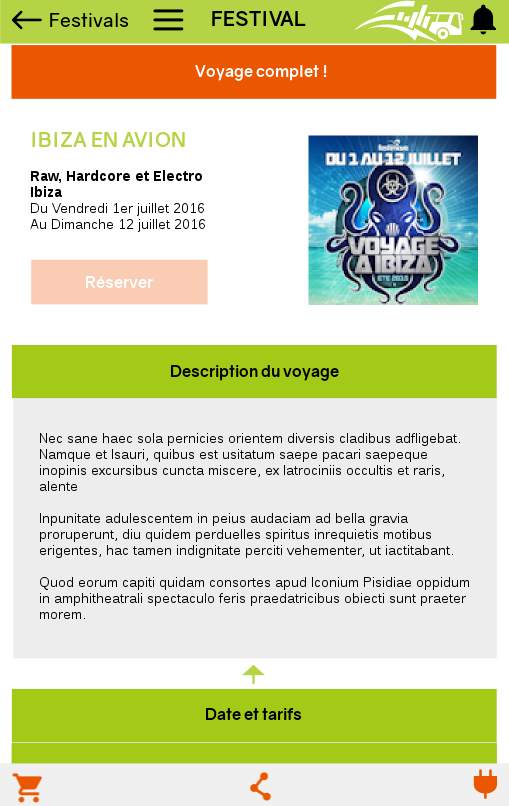 Festivals
FESTIVAL
Voyage complet !
IBIZA EN AVION
Raw, Hardcore et Electro
Ibiza
Du Vendredi 1er juillet 2016
Au Dimanche 12 juillet 2016
Réserver
DU 1 AU 12 JUILLET
VOYAGE
A IBIZA
ETE 2015
Description du voyage
Nec sane haec sola pernicies orientem diversis cladibus adfligebat.
Namque et Isauri, quibus est usitatum saepe pacari saepeque
inopinis excursibus cuncta miscere, ex latrociniis occultis et raris,
alente
Inpunitate adulescentem in peius audaciam ad bella gravia
proruperunt, diu quidem perduelles spiritus inrequietis motibus
erigentes, hac tamen indignitate perciti vehementer, ut iactitabant.
Quod eorum capiti quidam consortes apud Iconium Pisidiae oppidum
in amphitheatrali spectaculo feris praedatricibus obiecti sunt praeter
morem.
Date et tarifs